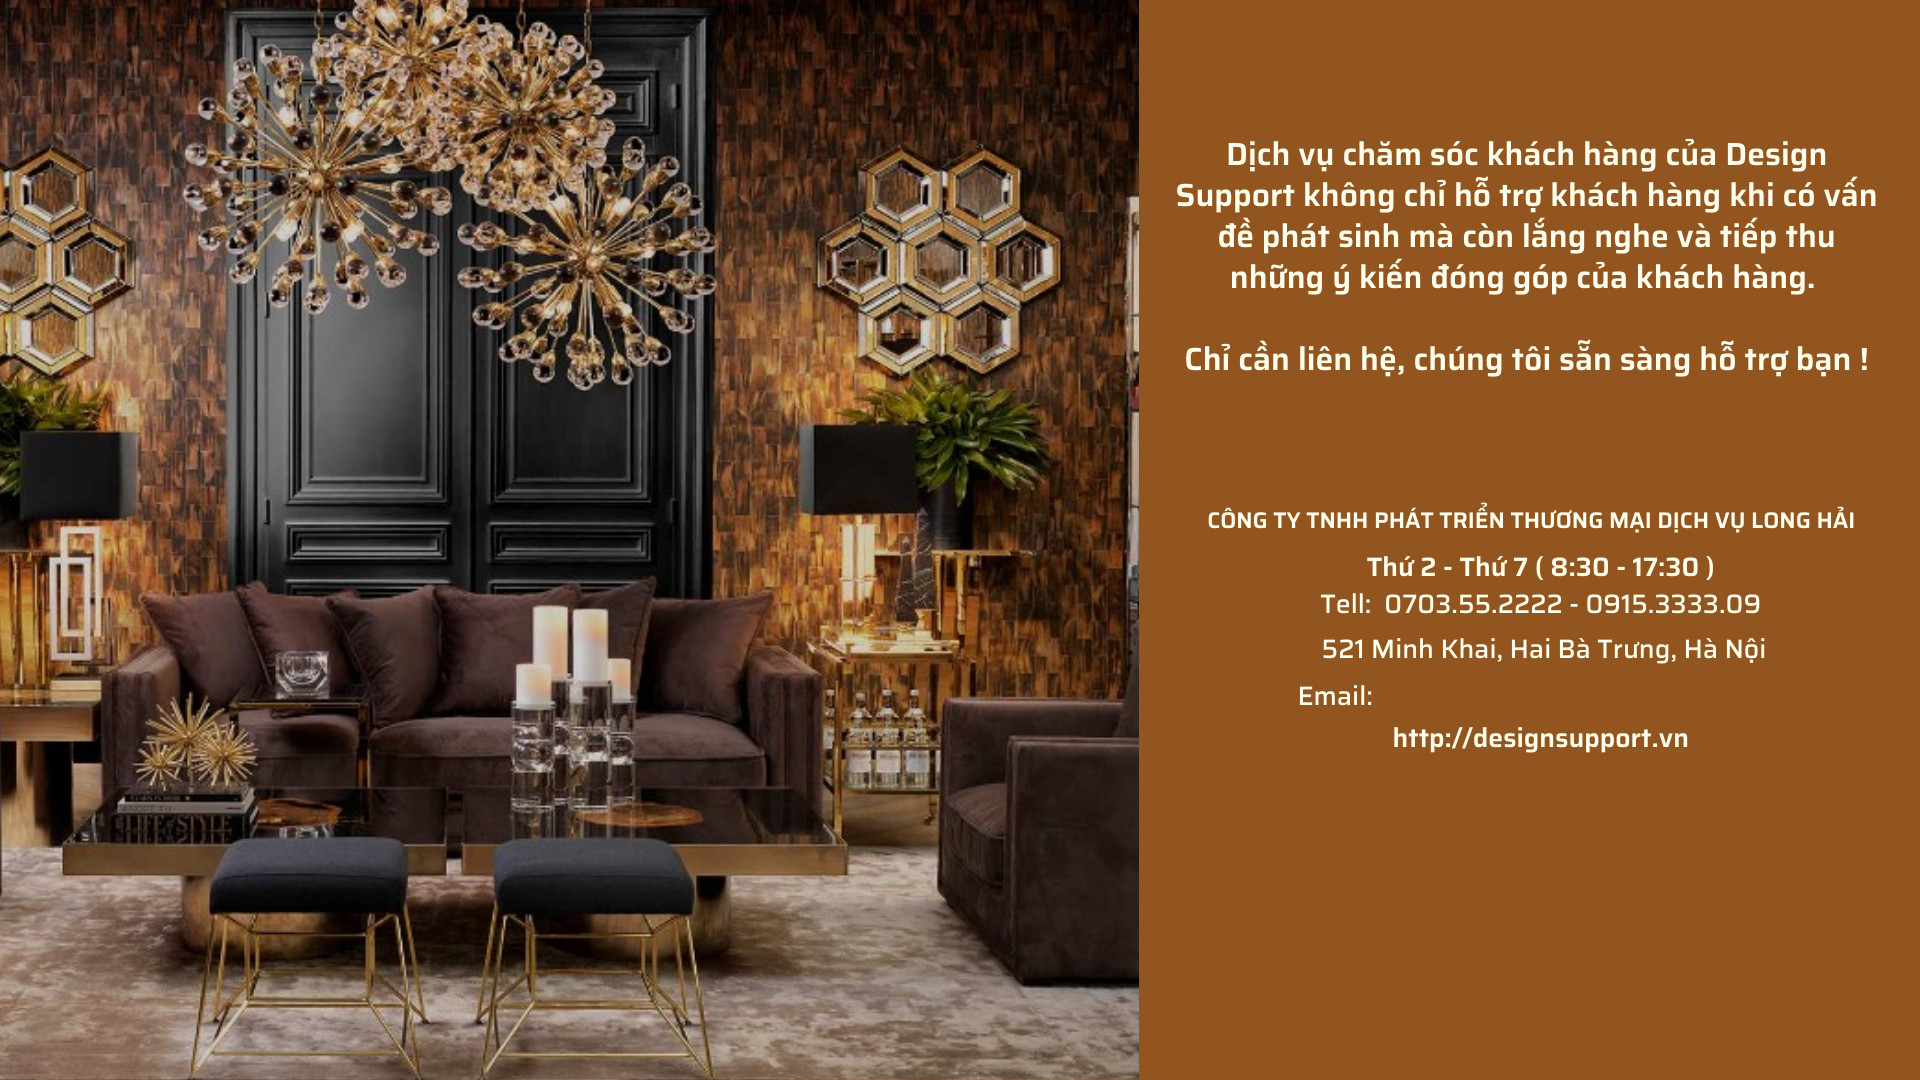 Dịch vụ chăm sóc khách hàng của Design
Support không chỉ hỗ trợ khách hàng khi có vấn
đề phát sinh mà còn lắng nghe và tiếp thu
những ý kiến đóng góp của khách hàng.
Chỉ cần liên hệ, chúng tôi sẵn sàng hỗ trợ bạn !
CÔNG TY TNHH PHÁT TRIỂN THƯƠNG MẠI DỊCH VỤ LONG HẢI
Thứ 2 - Thứ 7 ( 8:30 - 17:30 )
Tell: 0703.55.2222 - 0915.3333.09
521 Minh Khai, Hai Bà Trưng, Hà Nội
Email:
http://designsupport.vn